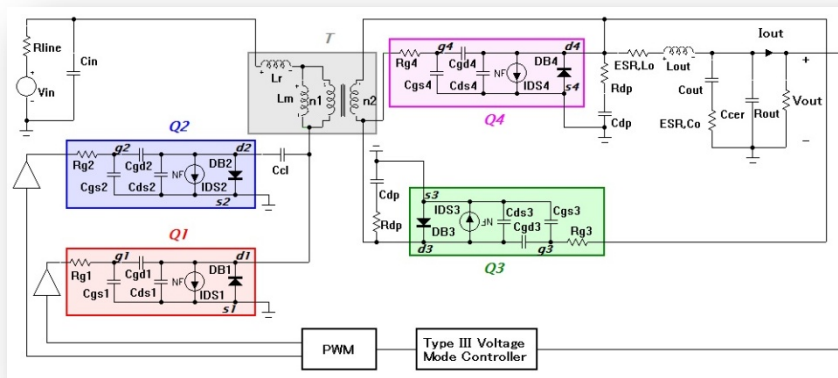 T
Rline
Cin
Vin
Lr
Lm
n1
n2
Q4
Rg4
g4
Cgd4
Cgs4
Cds4
NF
IDS4
DB4
d4
s4
ESR,Lo
Lout
Iout
+
Rdp
Cdp
Cout
ESR,Co
Ccer
Rout
Vout
-
Q2
Rg2
g2
Cgd2
Cgs2
Cds2
NF
IDS2
DB2
d2
s2
Ccl
Q1
Rg1
g1
Cgd1
Cgs1
Cds1
NF
IDS1
DB1
d1
s1
Cdp
Rdp
s3
DB3
d3
IDS3
NF
Cds3
Cgd3
Cgs3
g3
Rg3
Q3
PWM
Type III Voltage
Mode Controller